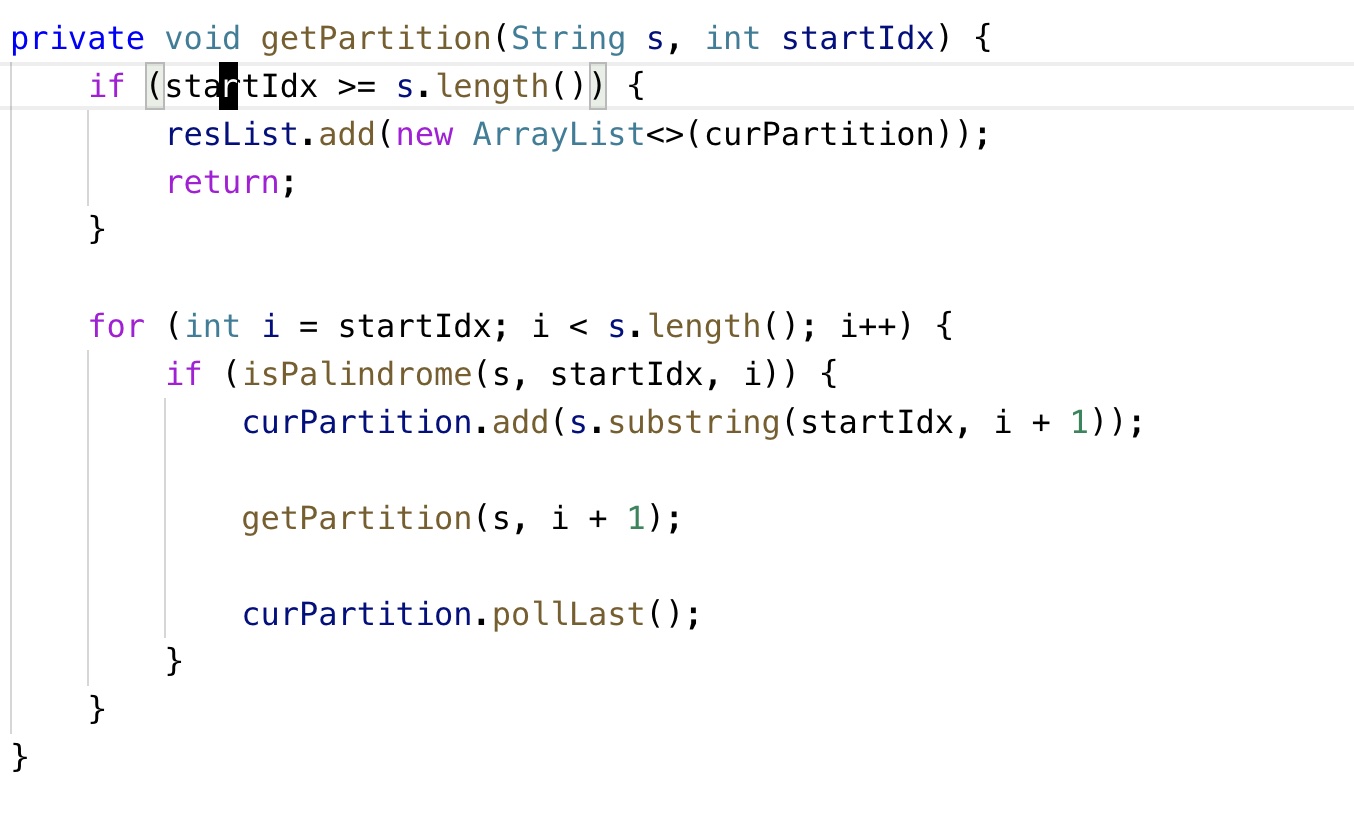 private void getPartition(String s, int startIdx) {
    if (startIdx >= s.length()) {
        resList.add(new ArrayList<>(curPartition));
        return;
    }

    for (int i = startIdx; i < s.length(); i++) {
        if (isPalindrome(s, startIdx, i)) {
            curPartition.add(s.substring(startIdx, i + 1));

            getPartition(s, i + 1);

            curPartition.pollLast();
        }
    }
}